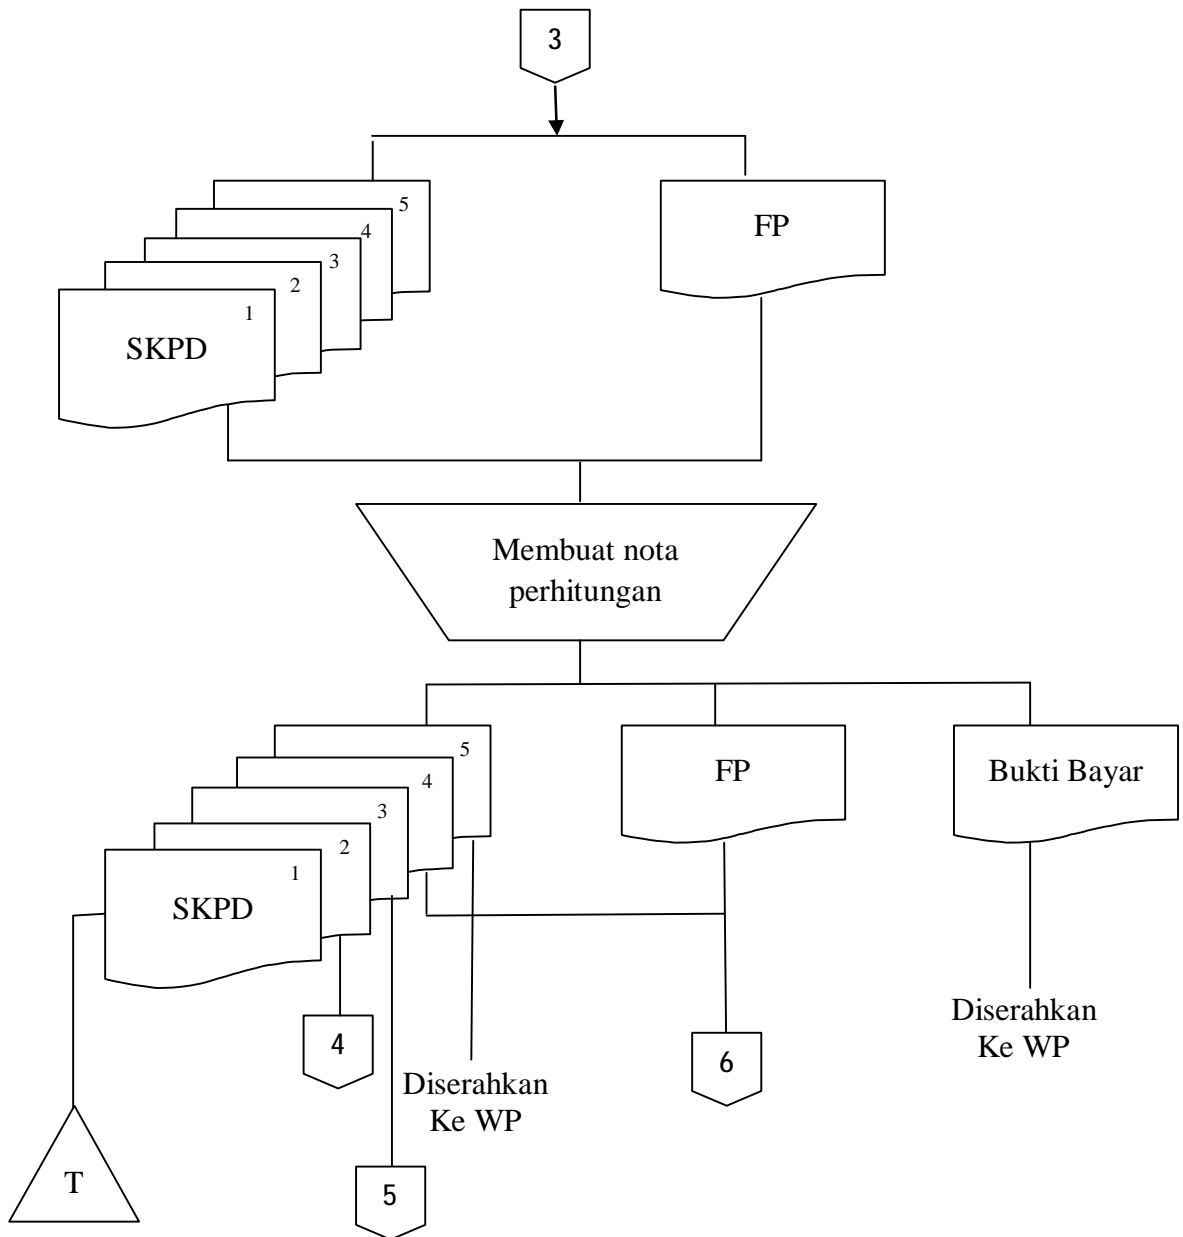 3
5
4
3
2
1
SKPD
FP
Membuat nota
perhitungan
5
4
3
2
1
SKPD
FP
Bukti Bayar
4
Diserahkan
Ke WP
6
Diserahkan
Ke WP
T
5